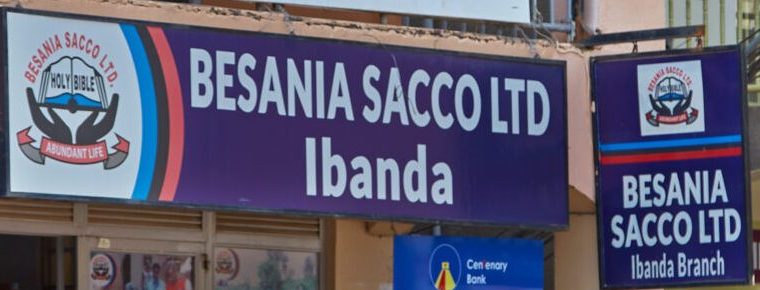 BESANIA SACCO LTD.
HOLY BIBLE
ABUNDANT LIFE
BESANIA SACCO LTD
Ibanda
BESANIA SACCO LTD.
HOLY BIBLE
ABUNDANT LIFE
BESANIA
SACCO LTD
Ibanda Branch
Centenary
Bank